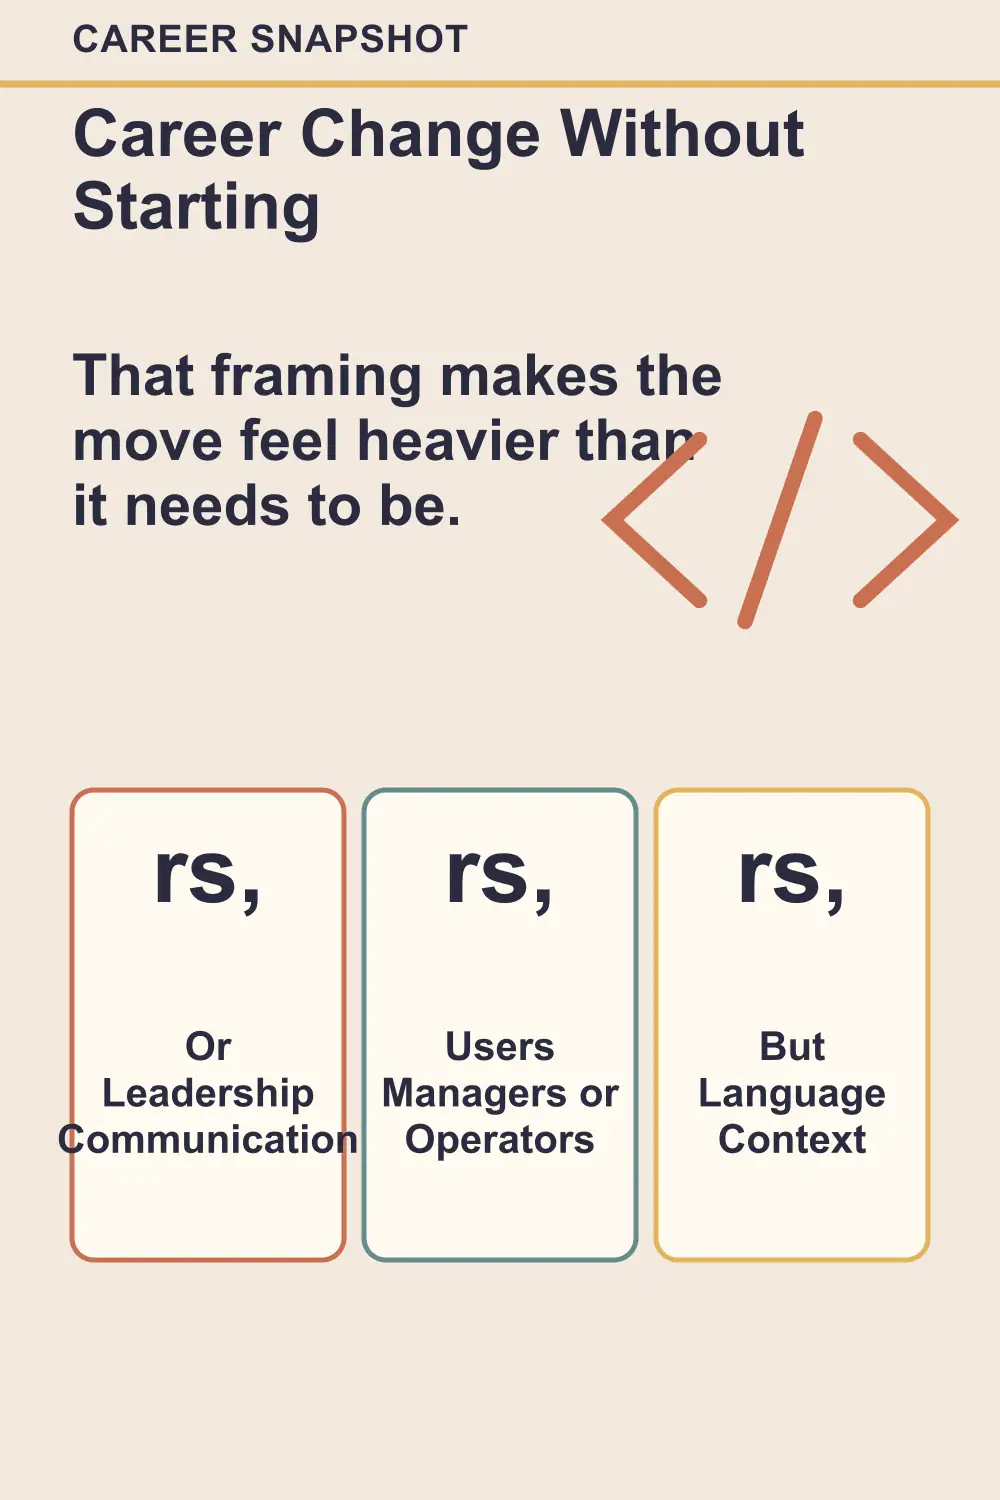 CAREER SNAPSHOT
Career Change Without
Starting
That framing makes the
move feel heavier than
it needs to be.
rs,
Or
Leadership
Communication
rs,
Users
Managers or
Operators
rs,
But
Language
Context